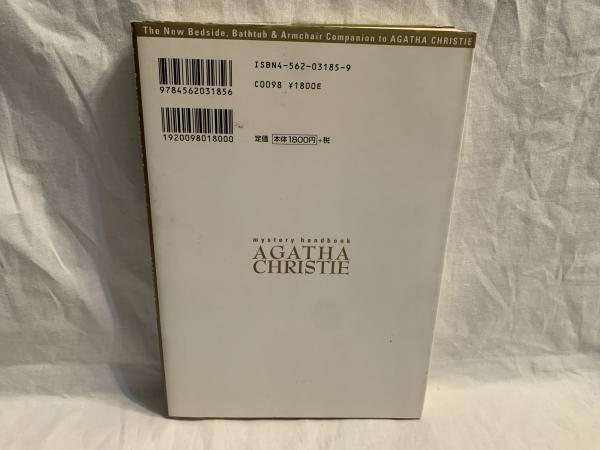 The New Bedside, Bathtub & Armchair Companion to AGATHA CHRISTIE
9784562031856
ISBN4-562-03185-9
C0098 ¥1800E
1920098018000
定価 本体1800円 +税
mystery handbook
AGATHA
CHRISTIE